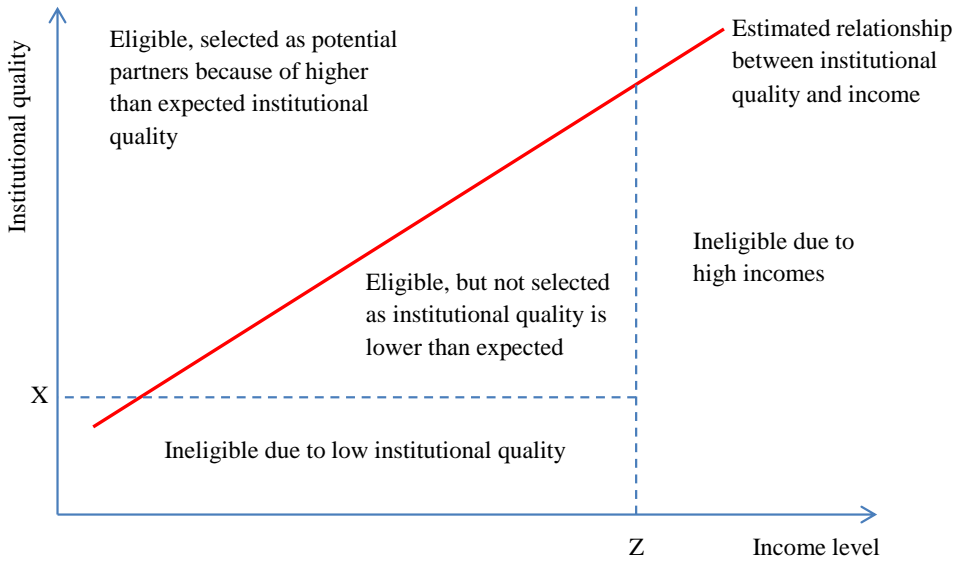 Institutional quality
Eligible, selected as potential
partners because of higher
than expected institutional
quality
Estimated relationship
between institutional
quality and income
Ineligible due to
high incomes
Eligible, but not selected
as institutional quality is
lower than expected
X
Ineligible due to low institutional quality
Z
Income level